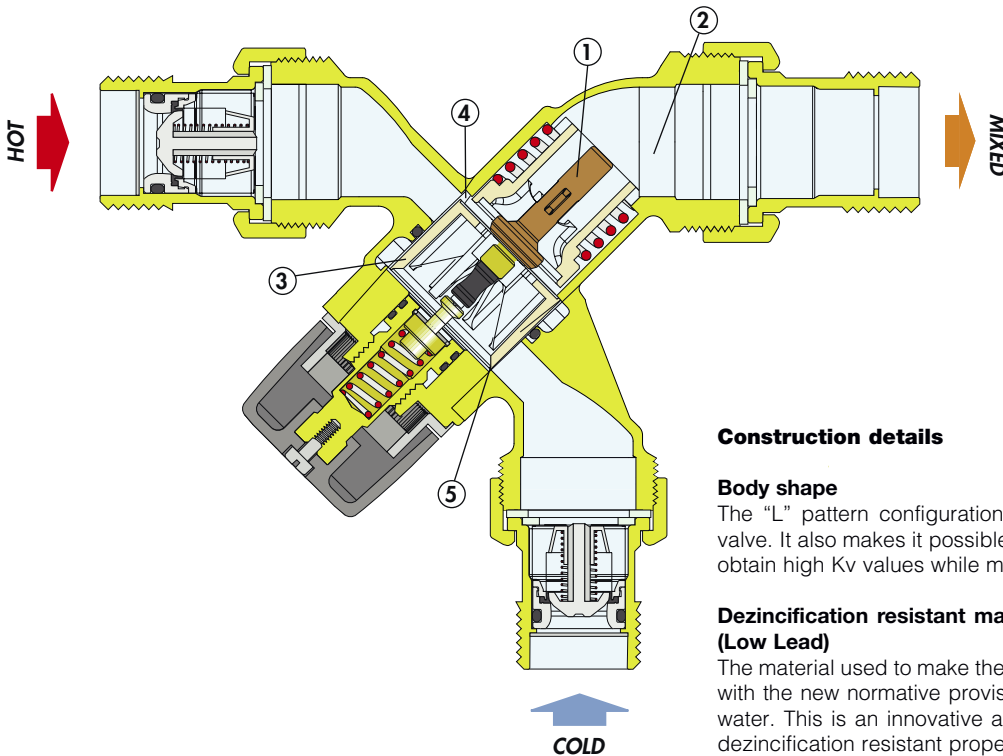 1
2
HOT
MIXED
4
3
5
COLD
Construction details
Body shape
The “L” pattern configuration
valve. It also makes it possible
obtain high Kv values while m
Dezincification resistant ma
(Low Lead)
The material used to make the
with the new normative provis
water. This is an innovative a
dezincification resistant prope